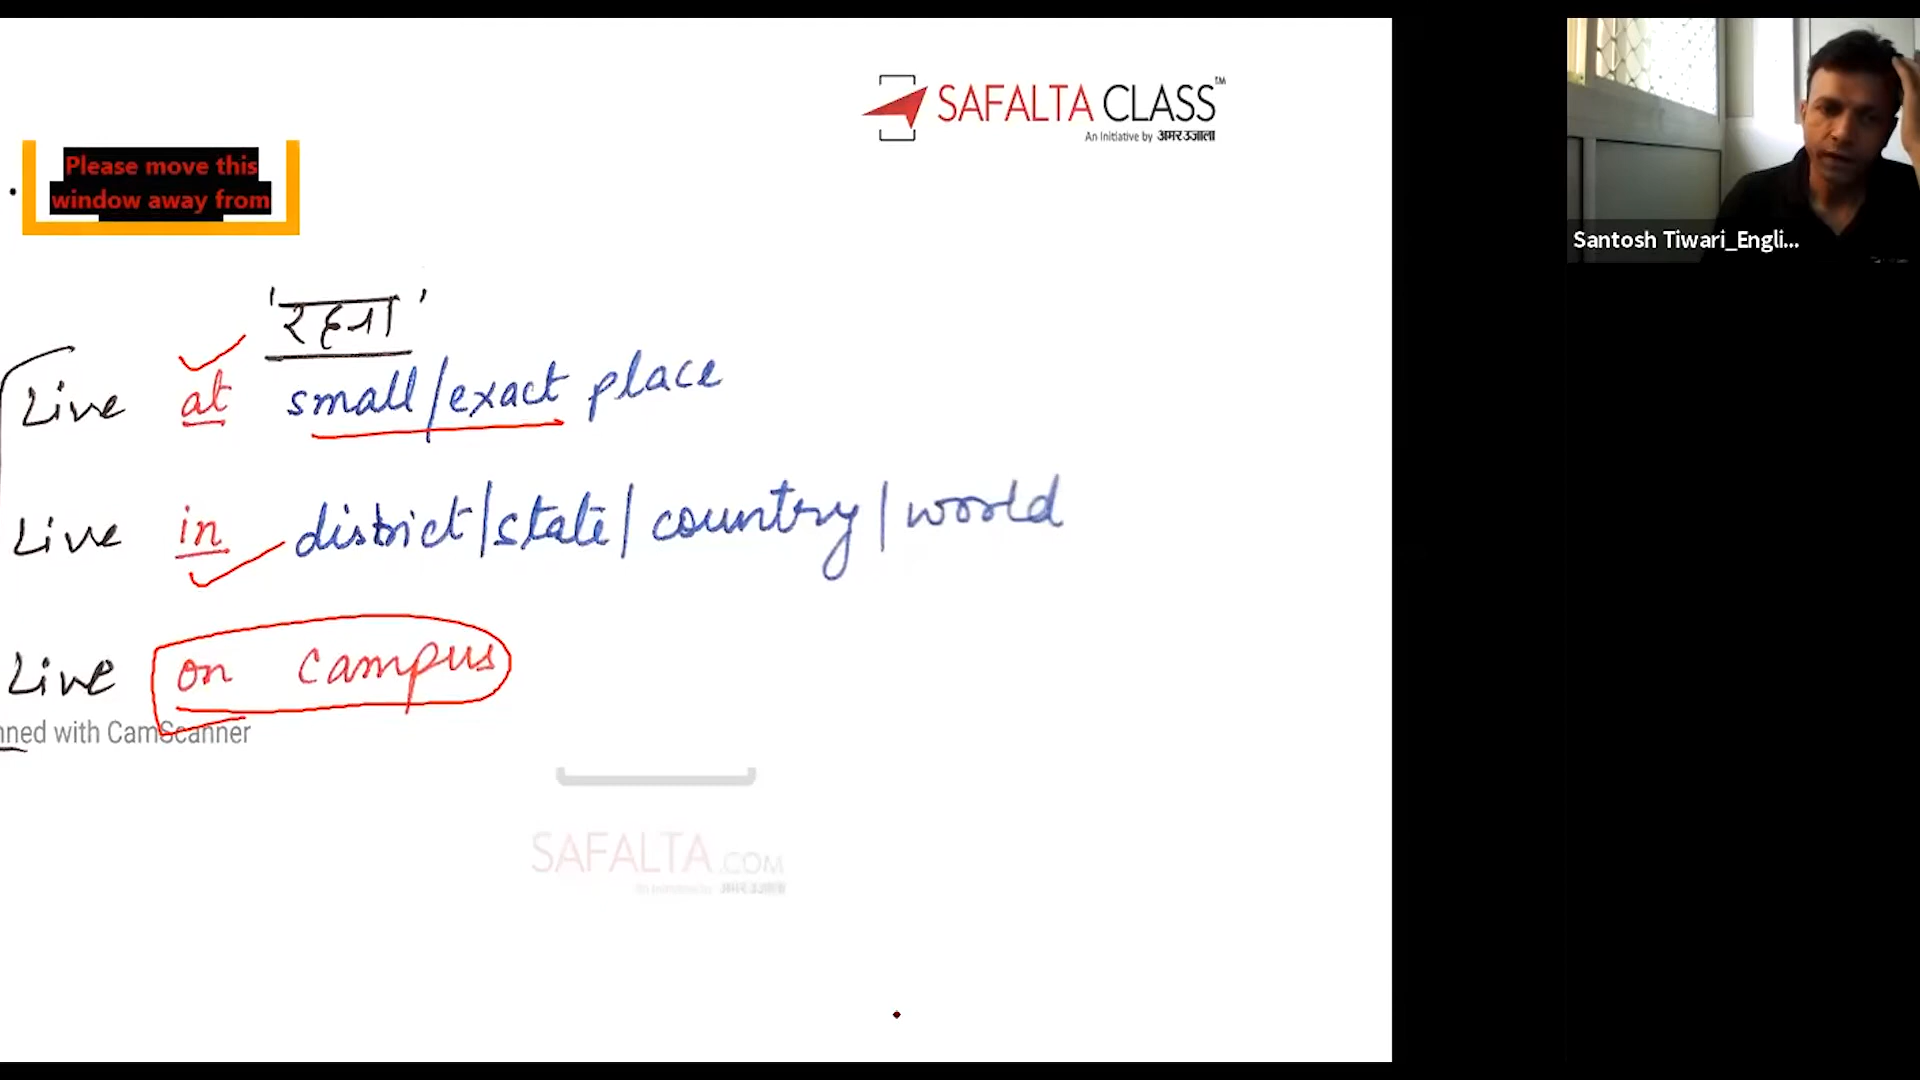 SAFALTA CLASS™
An Initiative by अमर उजाला
Please move this
window away from
Santosh Tiwari_Engli...
'रहना'
Live at small/exact place
Live in district/state/country/world
Live on campus
nned with CamScanner
SAFALTA.COM